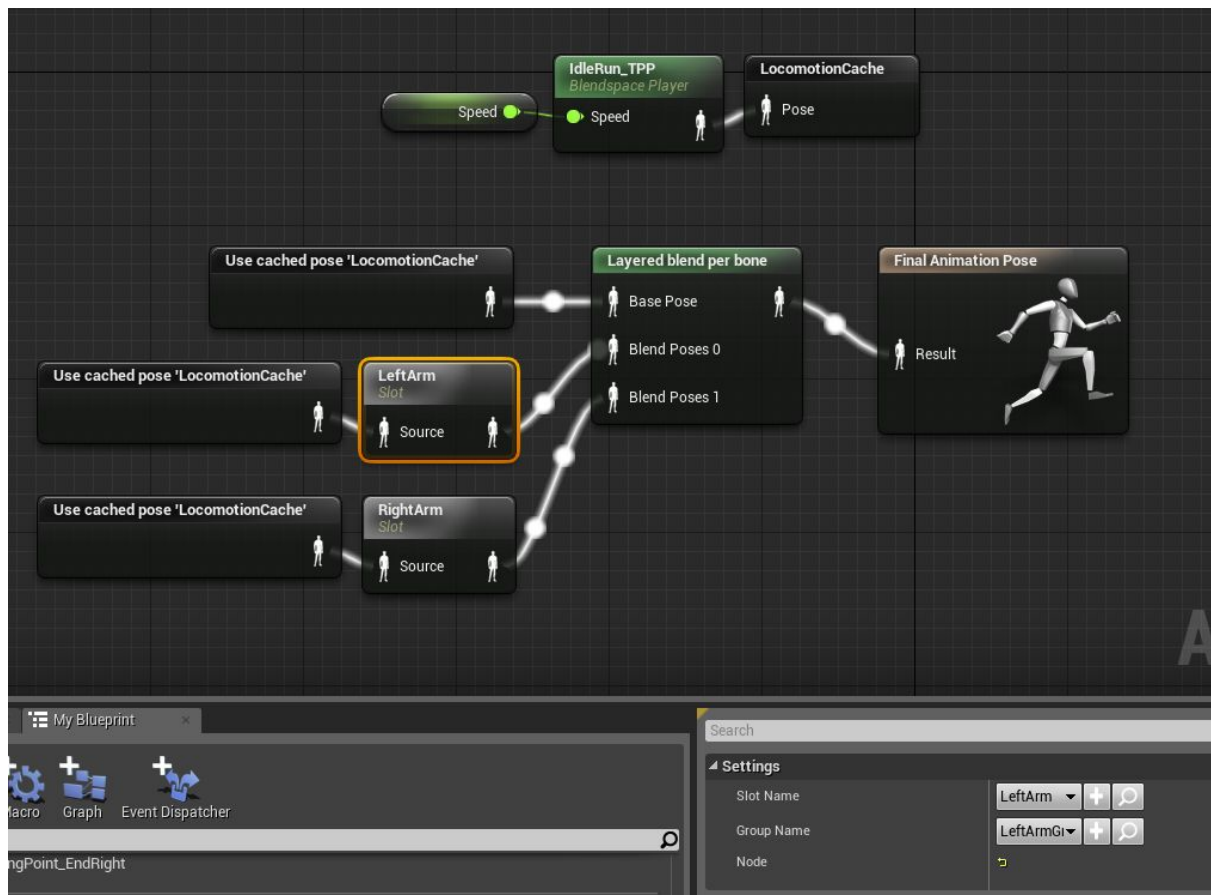 IdleRun_TPP
Blendspace Player
Speed
Speed
LocomotionCache
Pose
Use cached pose 'LocomotionCache'
Layered blend per bone
Base Pose
Blend Poses 0
Blend Poses 1
Final Animation Pose
Result
Use cached pose 'LocomotionCache'
LeftArm
Slot
Source
Use cached pose 'LocomotionCache'
RightArm
Slot
Source
A
My Blueprint
Graph
Event Dispatcher
ngPoint_EndRight
Search
Settings
Slot Name
LeftArm
Group Name
LeftArmGr
Node